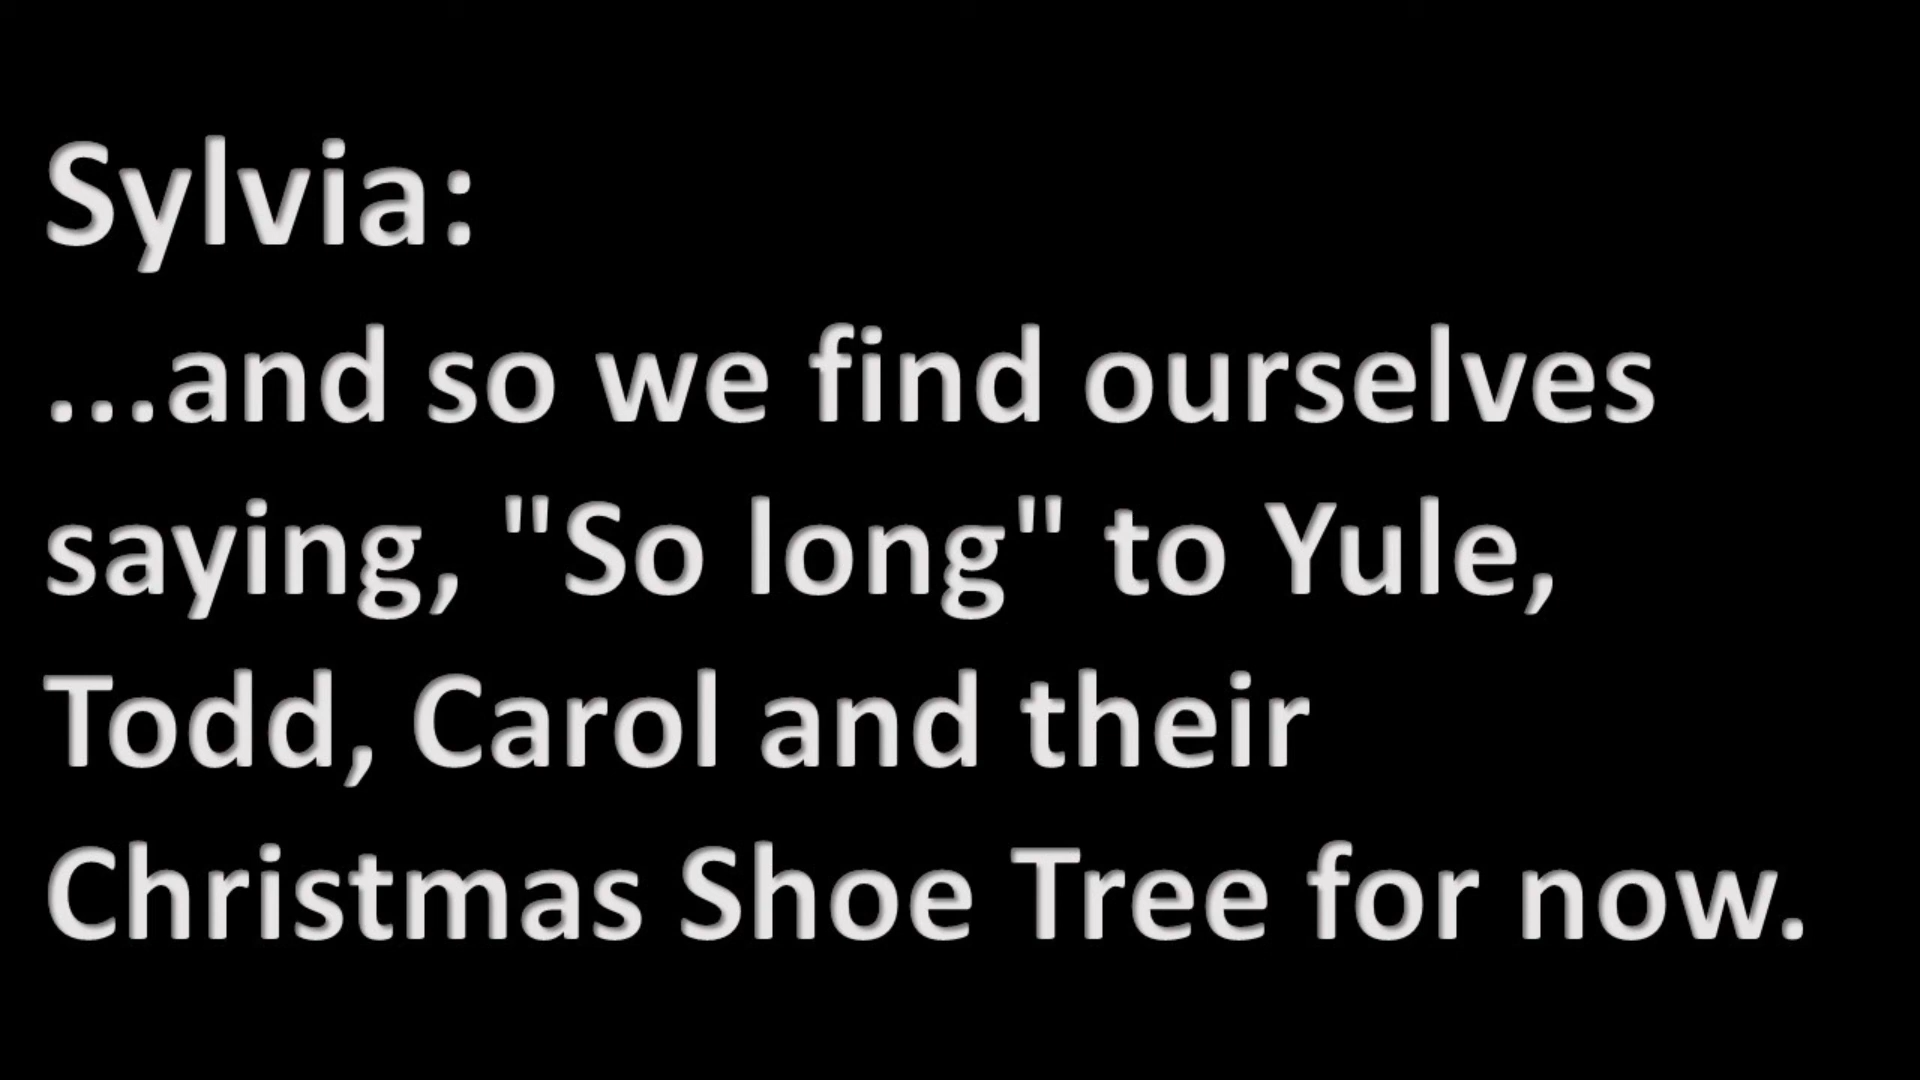 Sylvia:
...and so we find ourselves
saying, "So long" to Yule,
Todd, Carol and their
Christmas Shoe Tree for now.